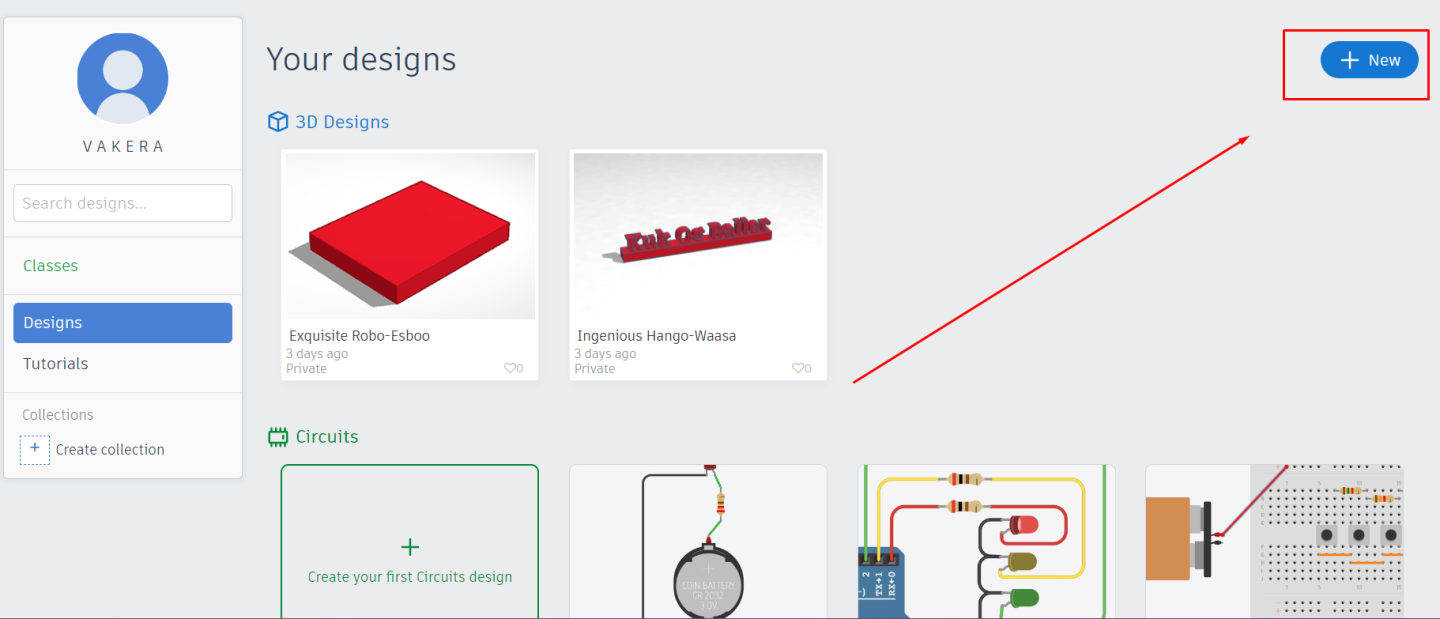 Your designs
+ New
VAKERA
3D Designs
Search designs...
Classes
Designs
Tutorials
Collections
+ Create collection
Kuk Os Baller
Exquisite Robo-Esboo
3 days ago
Private
0
Ingenious Hango-Waasa
3 days ago
Private
0
Circuits
+
Create your first Circuits design
COIN BATTERY
CR 2032
3.0V
2
TX→1
RX←0